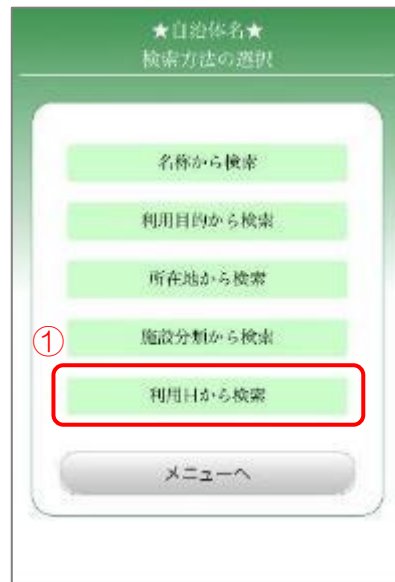 ★自治体名★
検索方法の選択
名称から検索
利用目的から検索
所在地から検索
施設分類から検索
①
利用日から検索
メニューへ